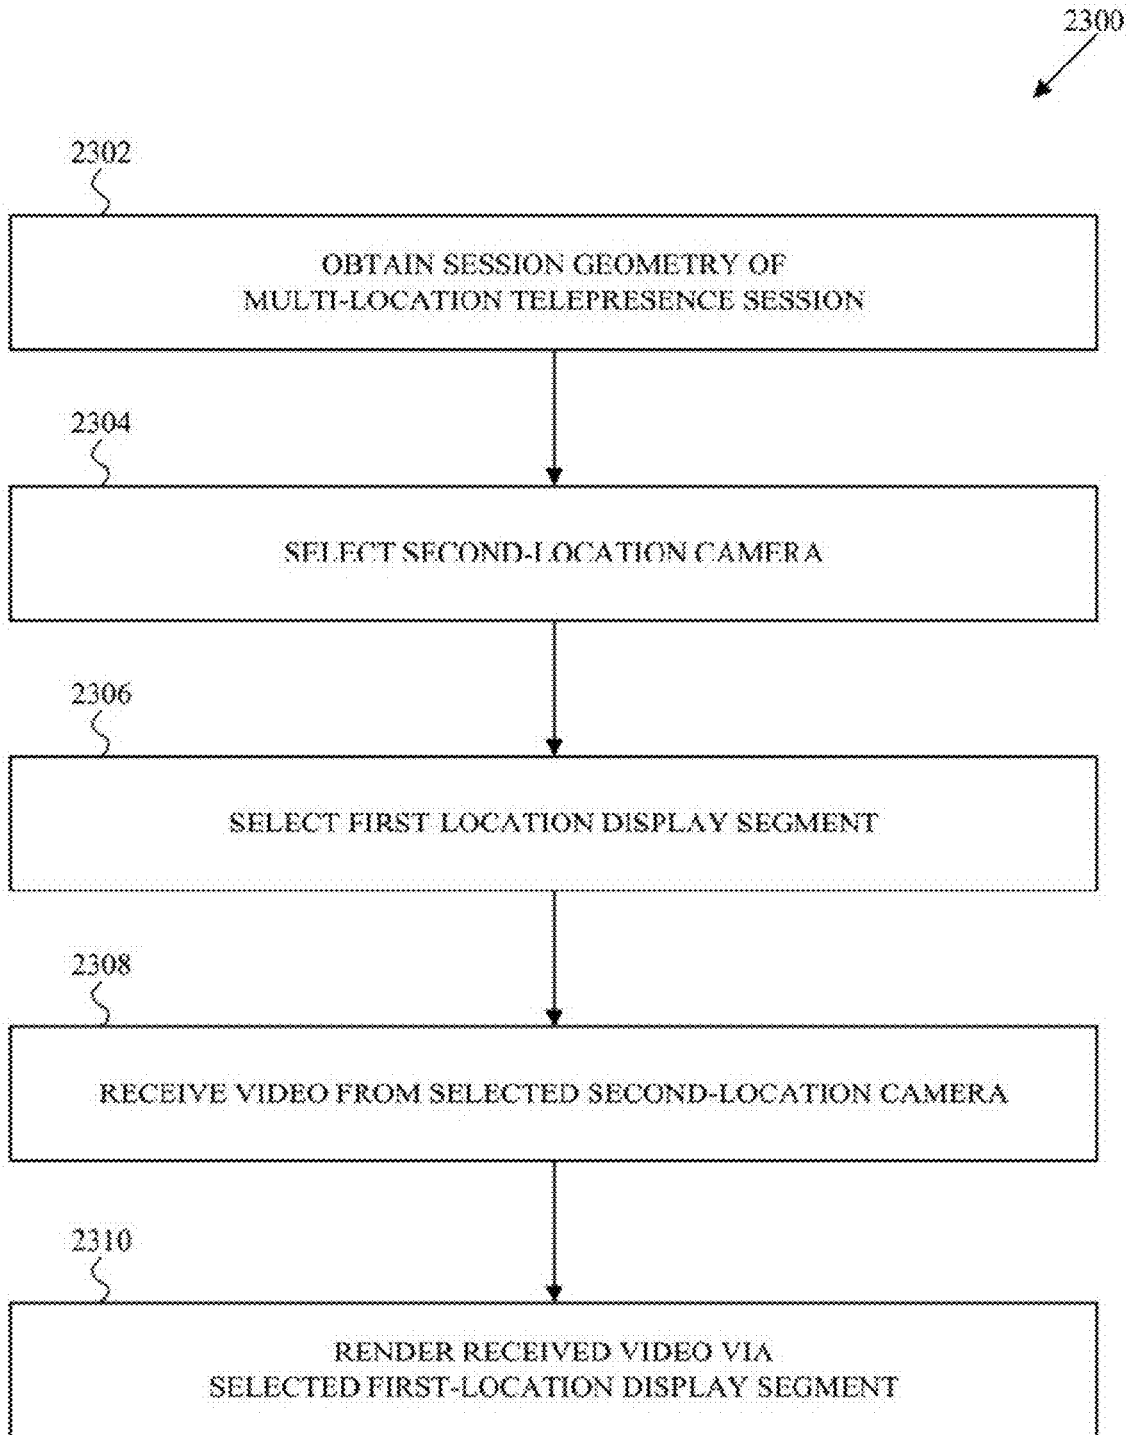 2300
2302
OBTAIN SESSION GEOMETRY OF
MULTI-LOCATION TELEPRESENCE SESSION
2304
SELECT SECOND-LOCATION CAMERA
2306
SELECT FIRST LOCATION DISPLAY SEGMENT
2308
RECEIVE VIDEO FROM SELECTED SECOND-LOCATION CAMERA
2310
RENDER RECEIVED VIDEO VIA
SELECTED FIRST-LOCATION DISPLAY SEGMENT